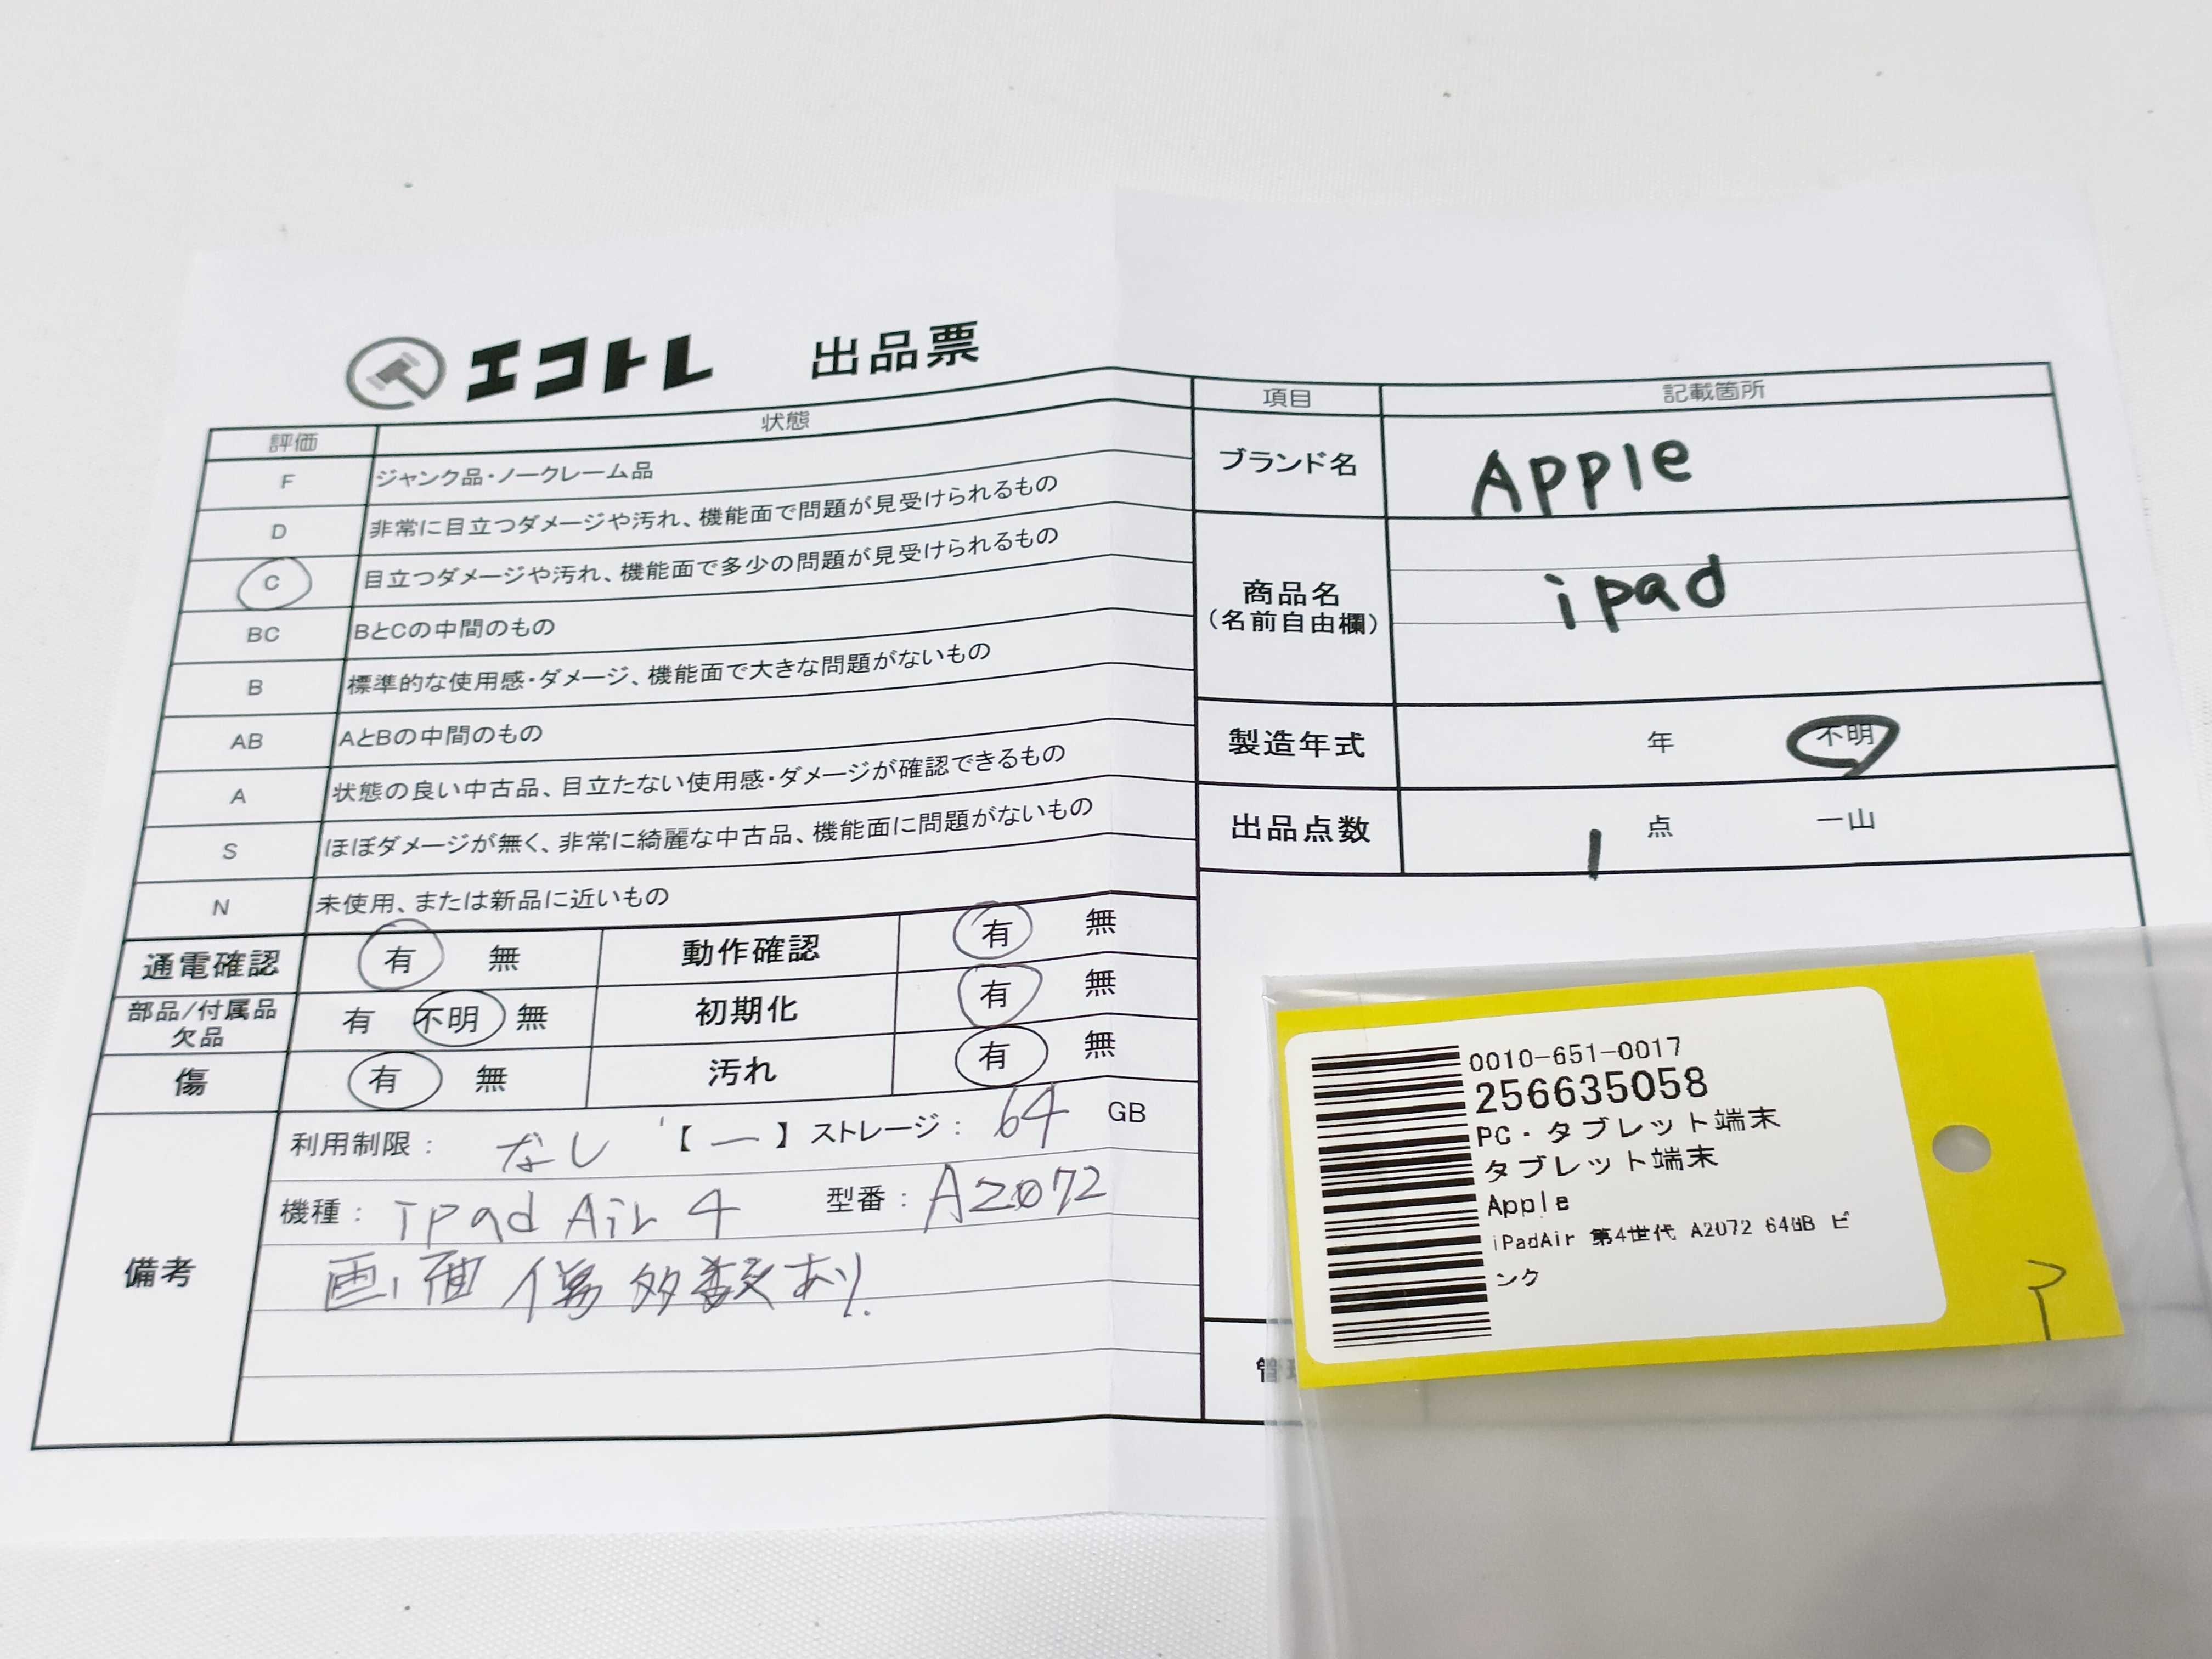 エコトレ 出品票
評価 状態
F ジャンク品・ノークレーム品
D 非常に目立つダメージや汚れ、機能面で問題が見受けられるもの
C 目立つダメージや汚れ、機能面で多少の問題が見受けられるもの
BC BとCの中間のもの
B 標準的な使用感・ダメージ、機能面で大きな問題がないもの
AB AとBの中間のもの
A 状態の良い中古品、目立たない使用感・ダメージが確認できるもの
S ほぼダメージが無く、非常に綺麗な中古品、機能面に問題がないもの
N 未使用、または新品に近いもの
通電確認 有 無 動作確認 有 無
部品/付属品
欠品 有 不明 無 初期化 有 無
傷 有 無 汚れ 有 無
備考
利用制限: なし 【 ー 】 ストレージ: 64 GB
機種: ipad Air 4 型番: A2072
画面 傷 多数あり.
項目 記載箇所
ブランド名 Apple
商品名
(名前自由欄) ipad
製造年式 年 不明
出品点数 1 点 一山
0010-651-0017
256635058
PC・タブレット端末
タブレット端末
Apple
iPadAir 第4世代 A2072 64GB ピ
ンク